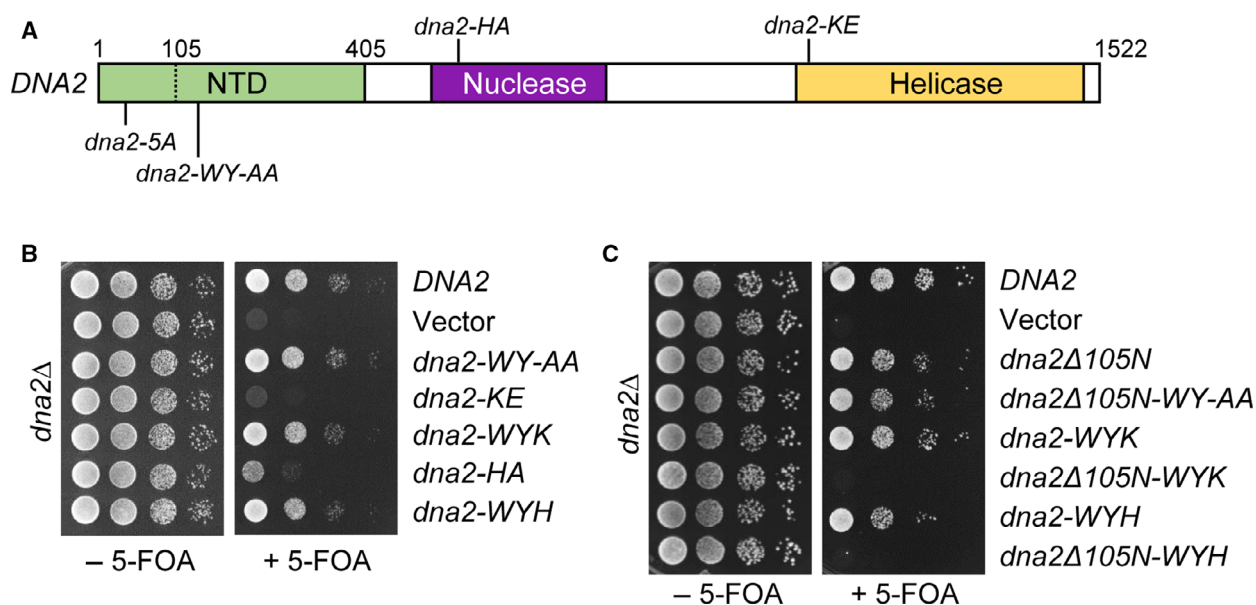 A
dna2-HA
dna2-KE
1
105
405
1522
DNA2
NTD
Nuclease
Helicase
dna2-5A
dna2-WY-AA
B
dna2Δ
DNA2
Vector
dna2-WY-AA
dna2-KE
dna2-WYK
dna2-HA
dna2-WYH
– 5-FOA
+ 5-FOA
C
dna2Δ
DNA2
Vector
dna2Δ105N
dna2Δ105N-WY-AA
dna2-WYK
dna2Δ105N-WYK
dna2-WYH
dna2Δ105N-WYH
– 5-FOA
+ 5-FOA